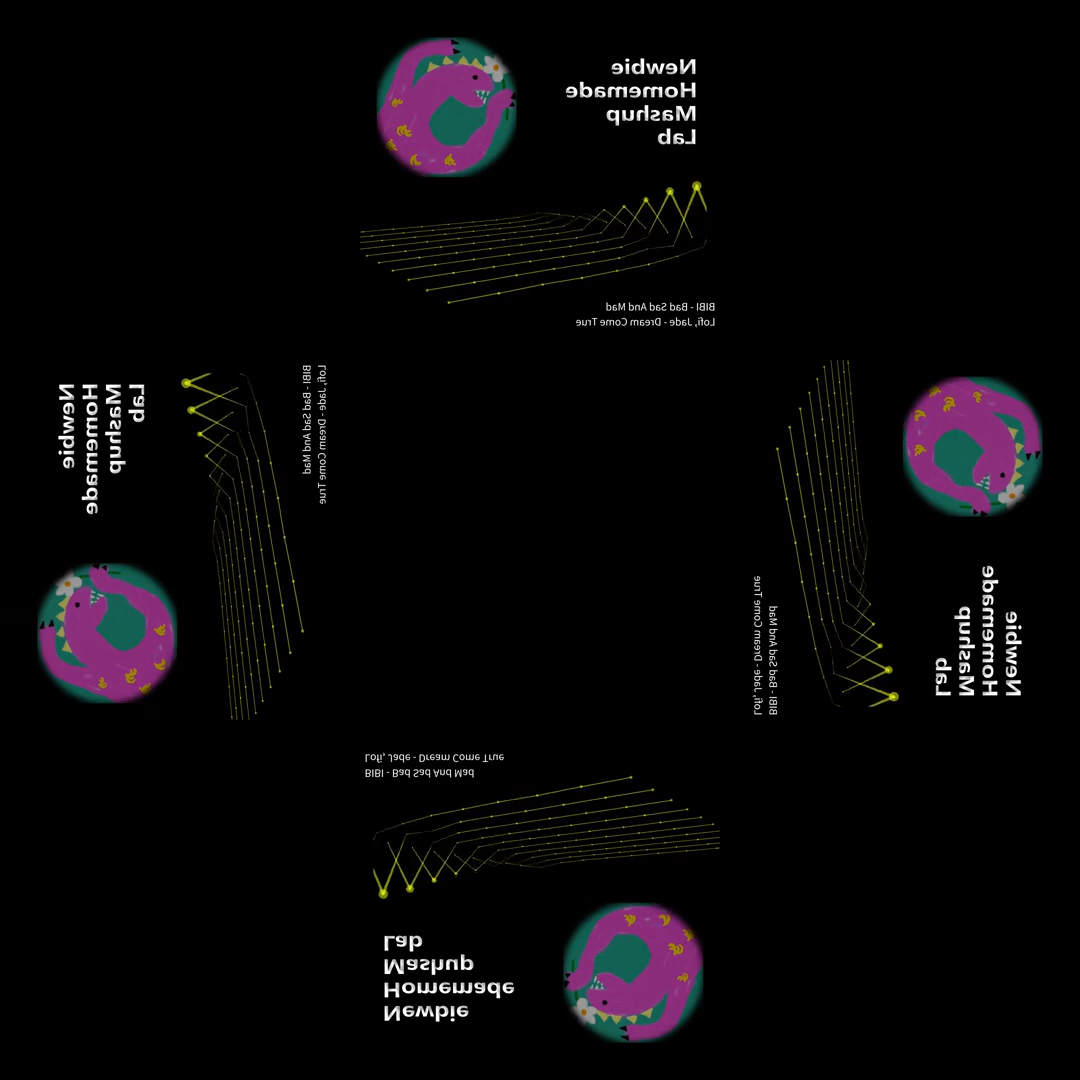 Newbie
Homemade
Mashup
Lab
BIBI - Bad Sad And Mad
Lofi, Jade - Dream Come True
Newbie
Homemade
Mashup
Lab
BIBI - Bad Sad And Mad
Lofi, Jade - Dream Come True
Lofi, Jade - Dream Come True
BIBI - Bad Sad And Mad
Lab
Mashup
Homemade
Newbie
Lofi, Jade - Dream Come True
BIBI - Bad Sad And Mad
Lab
Mashup
Homemade
Newbie